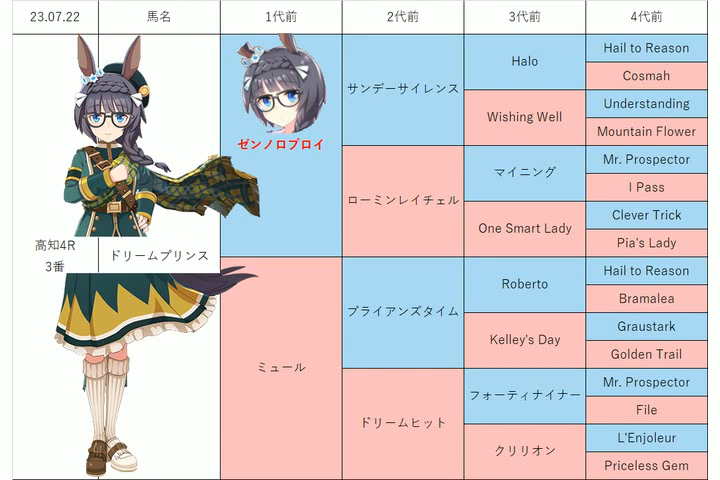 23.07.22
馬名
1代前
2代前
3代前
4代前
高知4R
3番
ドリームプリンス
ゼンノロブロイ
ミュール
サンデーサイレンス
ローミンレイチェル
ブライアンズタイム
ドリームヒット
Halo
Wishing Well
マイニング
One Smart Lady
Roberto
Kelley's Day
フォーティナイナー
クリリオン
Hail to Reason
Cosmah
Understanding
Mountain Flower
Mr. Prospector
I Pass
Clever Trick
Pia's Lady
Hail to Reason
Bramalea
Graustark
Golden Trail
Mr. Prospector
File
L'Enjoleur
Priceless Gem